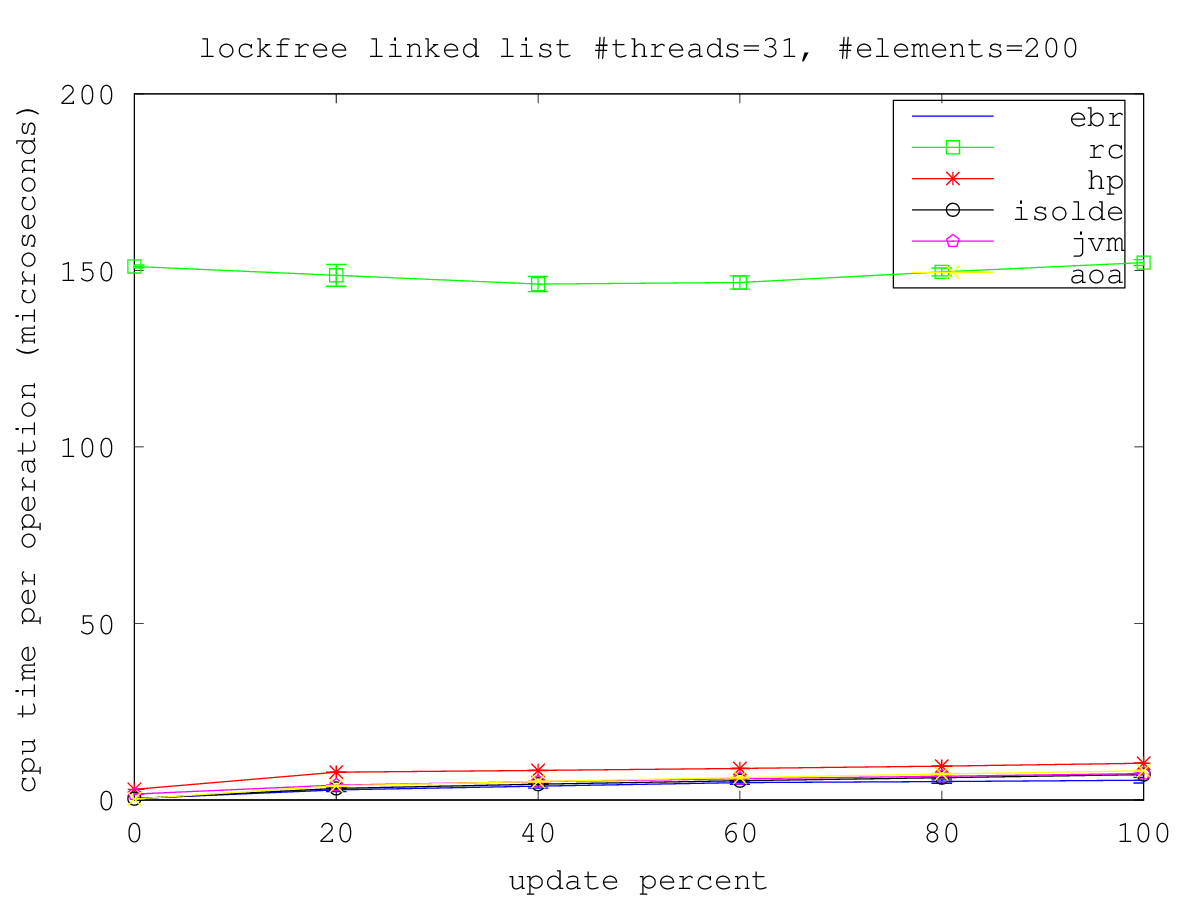 lockfree linked list #threads=31, #elements=200
cpu time per operation (microseconds)
200
150
100
50
0
ebr
rc
hp
isolde
jvm
aoa
0 20 40 60 80 100
update percent